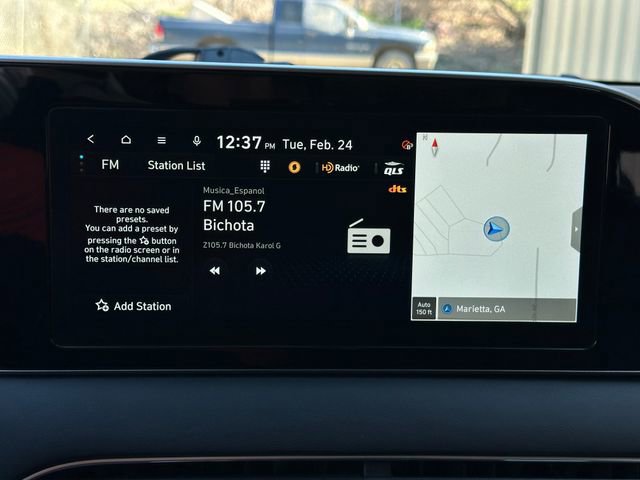 12:37 PM Tue, Feb. 24
FM Station List HD Radio QLS
dts
N
There are no saved
presets.
You can add a preset by
pressing the button
on the radio screen or in
the station/channel list.
Add Station
Musica_Espanol
FM 105.7
Bichota
Z105.7 Bichota Karol G
Auto
150 ft
Marietta, GA